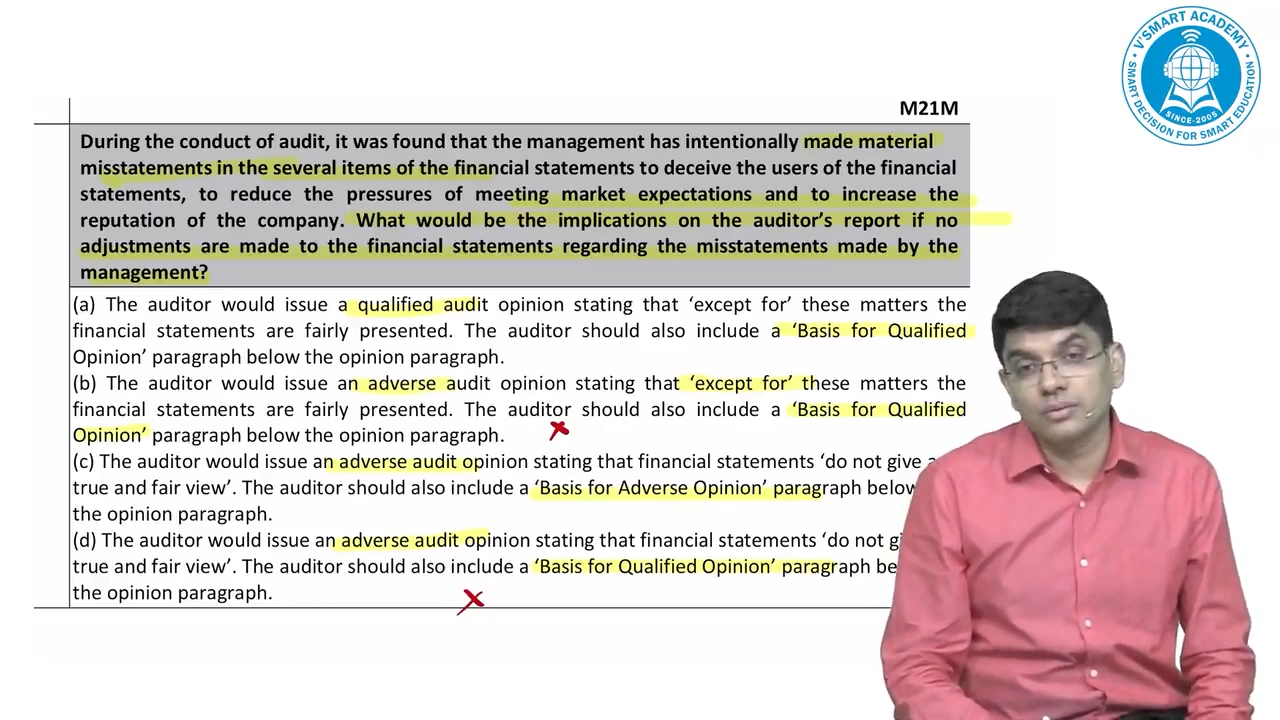 V'SMART ACADEMY
SMART DECISION FOR SMART EDUCATION
SINCE-2005
M21M
During the conduct of audit, it was found that the management has intentionally made material
misstatements in the several items of the financial statements to deceive the users of the financial
statements, to reduce the pressures of meeting market expectations and to increase the
reputation of the company. What would be the implications on the auditor's report if no
adjustments are made to the financial statements regarding the misstatements made by the
management?
(a) The auditor would issue a qualified audit opinion stating that 'except for' these matters the
financial statements are fairly presented. The auditor should also include a 'Basis for Qualified
Opinion' paragraph below the opinion paragraph.
(b) The auditor would issue an adverse audit opinion stating that 'except for' these matters the
financial statements are fairly presented. The auditor should also include a 'Basis for Qualified
Opinion' paragraph below the opinion paragraph.
(c) The auditor would issue an adverse audit opinion stating that financial statements 'do not give a
true and fair view'. The auditor should also include a 'Basis for Adverse Opinion' paragraph below
the opinion paragraph.
(d) The auditor would issue an adverse audit opinion stating that financial statements 'do not
true and fair view'. The auditor should also include a 'Basis for Qualified Opinion' paragraph
the opinion paragraph.